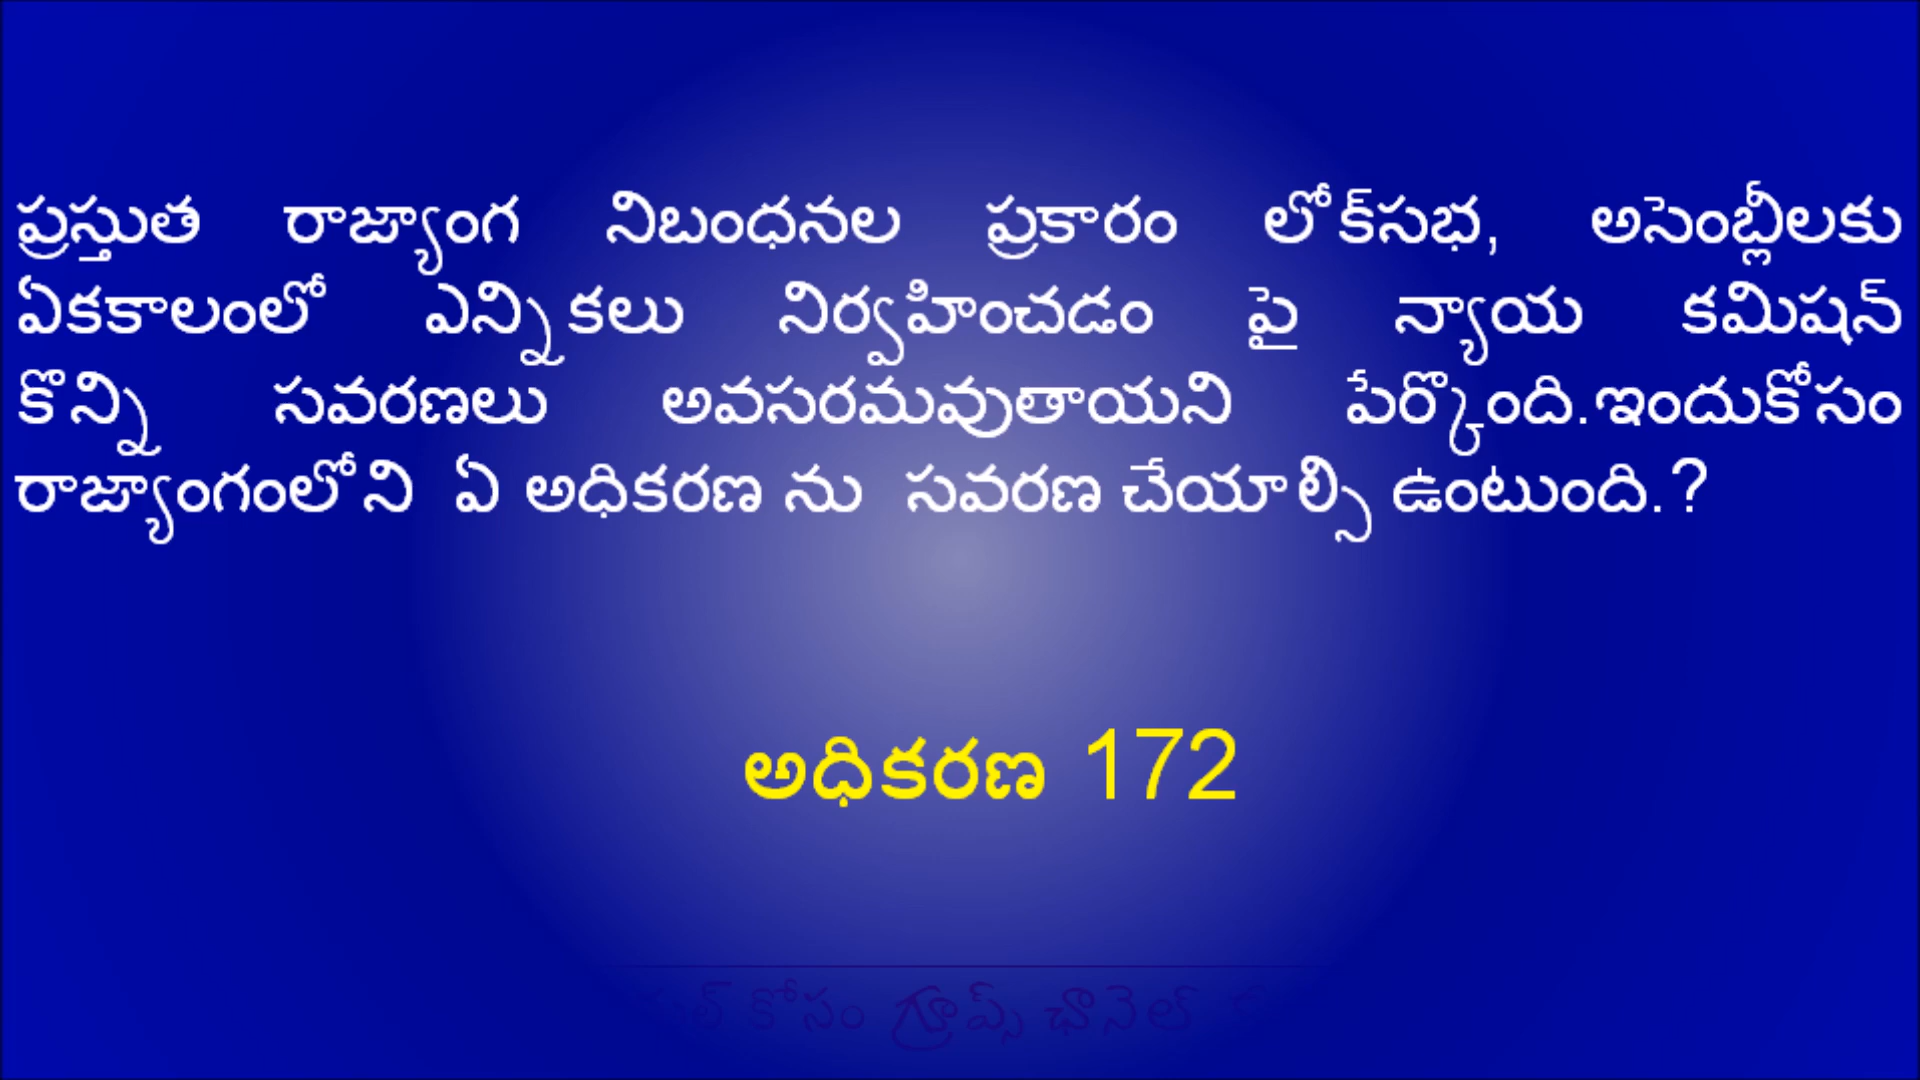 ప్రస్తుత రాజ్యాంగ నిబంధనల ప్రకారం లోక్‌సభ, అసెంబ్లీలకు
ఏకకాలంలో ఎన్నికలు నిర్వహించడం పై న్యాయ కమిషన్
కొన్ని సవరణలు అవసరమవుతాయని పేర్కొంది.ఇందుకోసం
రాజ్యాంగంలోని ఏ అధికరణ ను సవరణ చేయాల్సి ఉంటుంది.?
అధికరణ 172
కోసం గ్రూప్స్ ఛానెల్